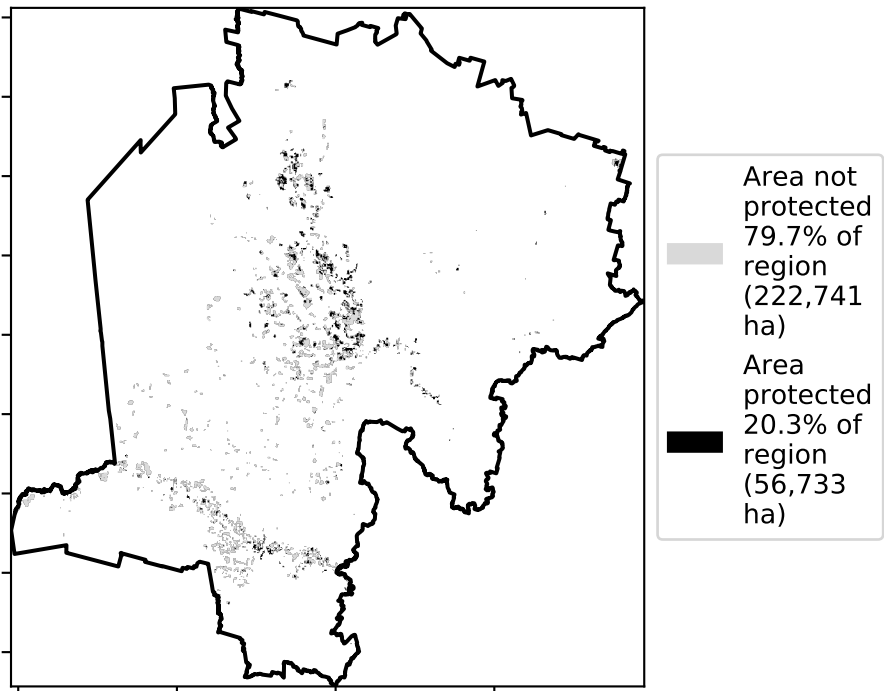 Area not
protected
79.7% of
region
(222,741
ha)
Area
protected
20.3% of
region
(56,733
ha)